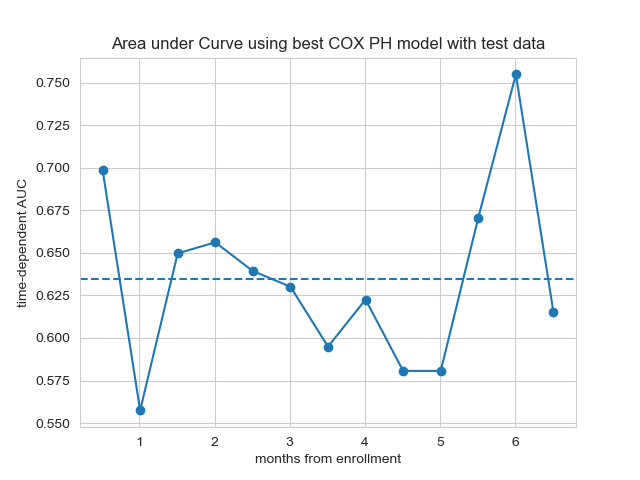 Area under Curve using best COX PH model with test data
time-dependent AUC
0.750
0.725
0.700
0.675
0.650
0.625
0.600
0.575
0.550
1 2 3 4 5 6
months from enrollment